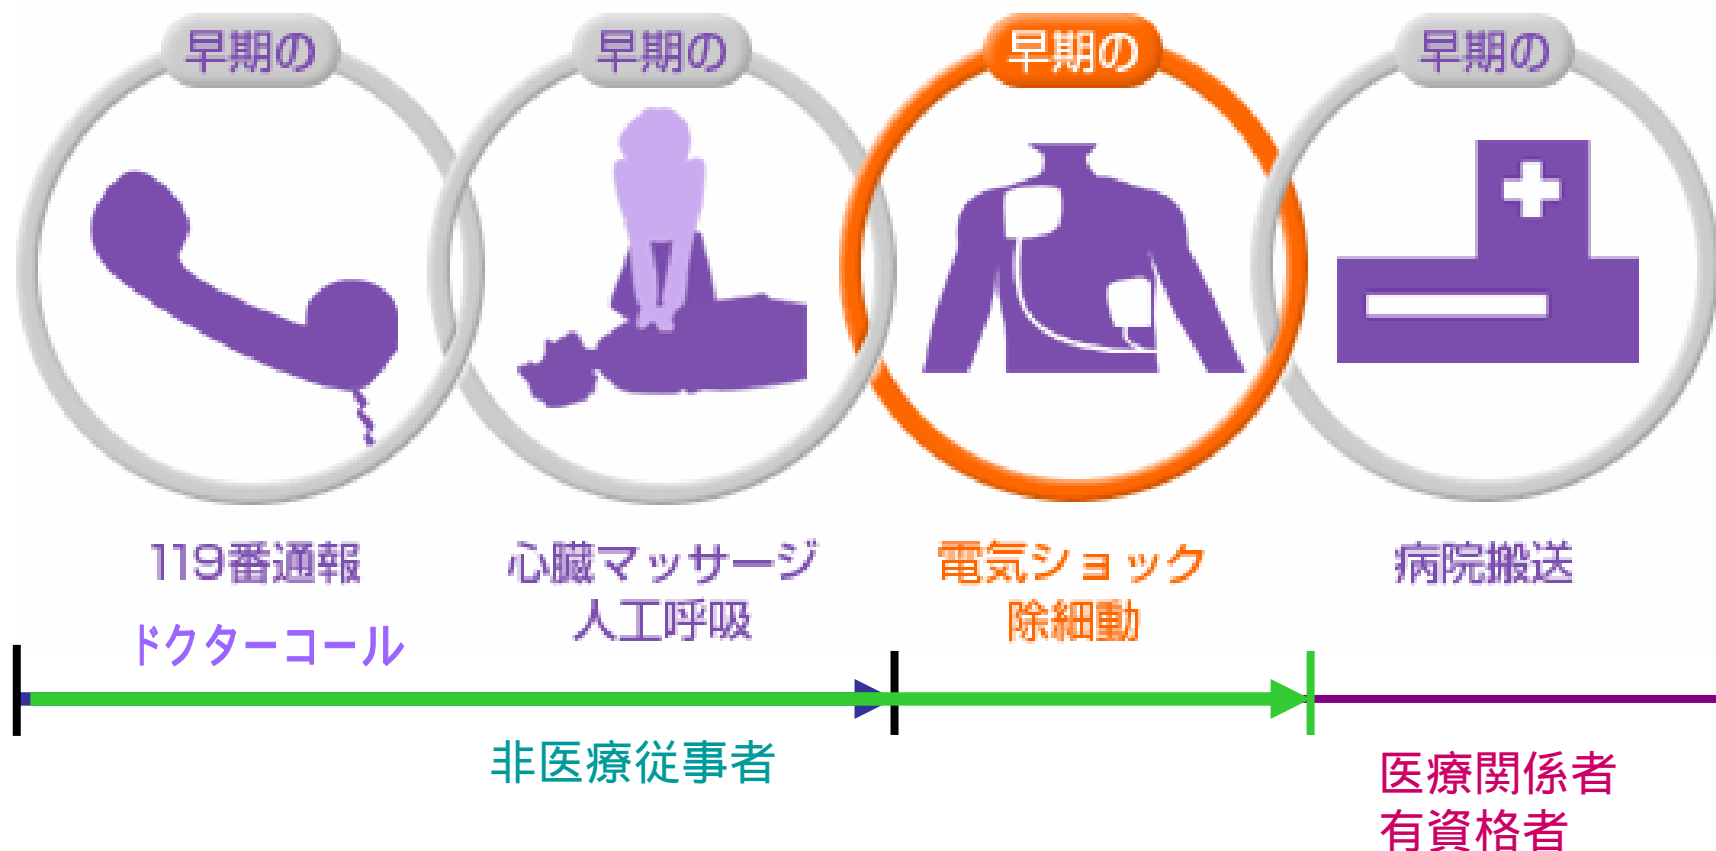 早期の
早期の
早期の
早期の
119番通報
心臓マッサージ
電気ショック
病院搬送
人工呼吸
除細動
ドクターコール
非医療従事者
医療関係者
有資格者